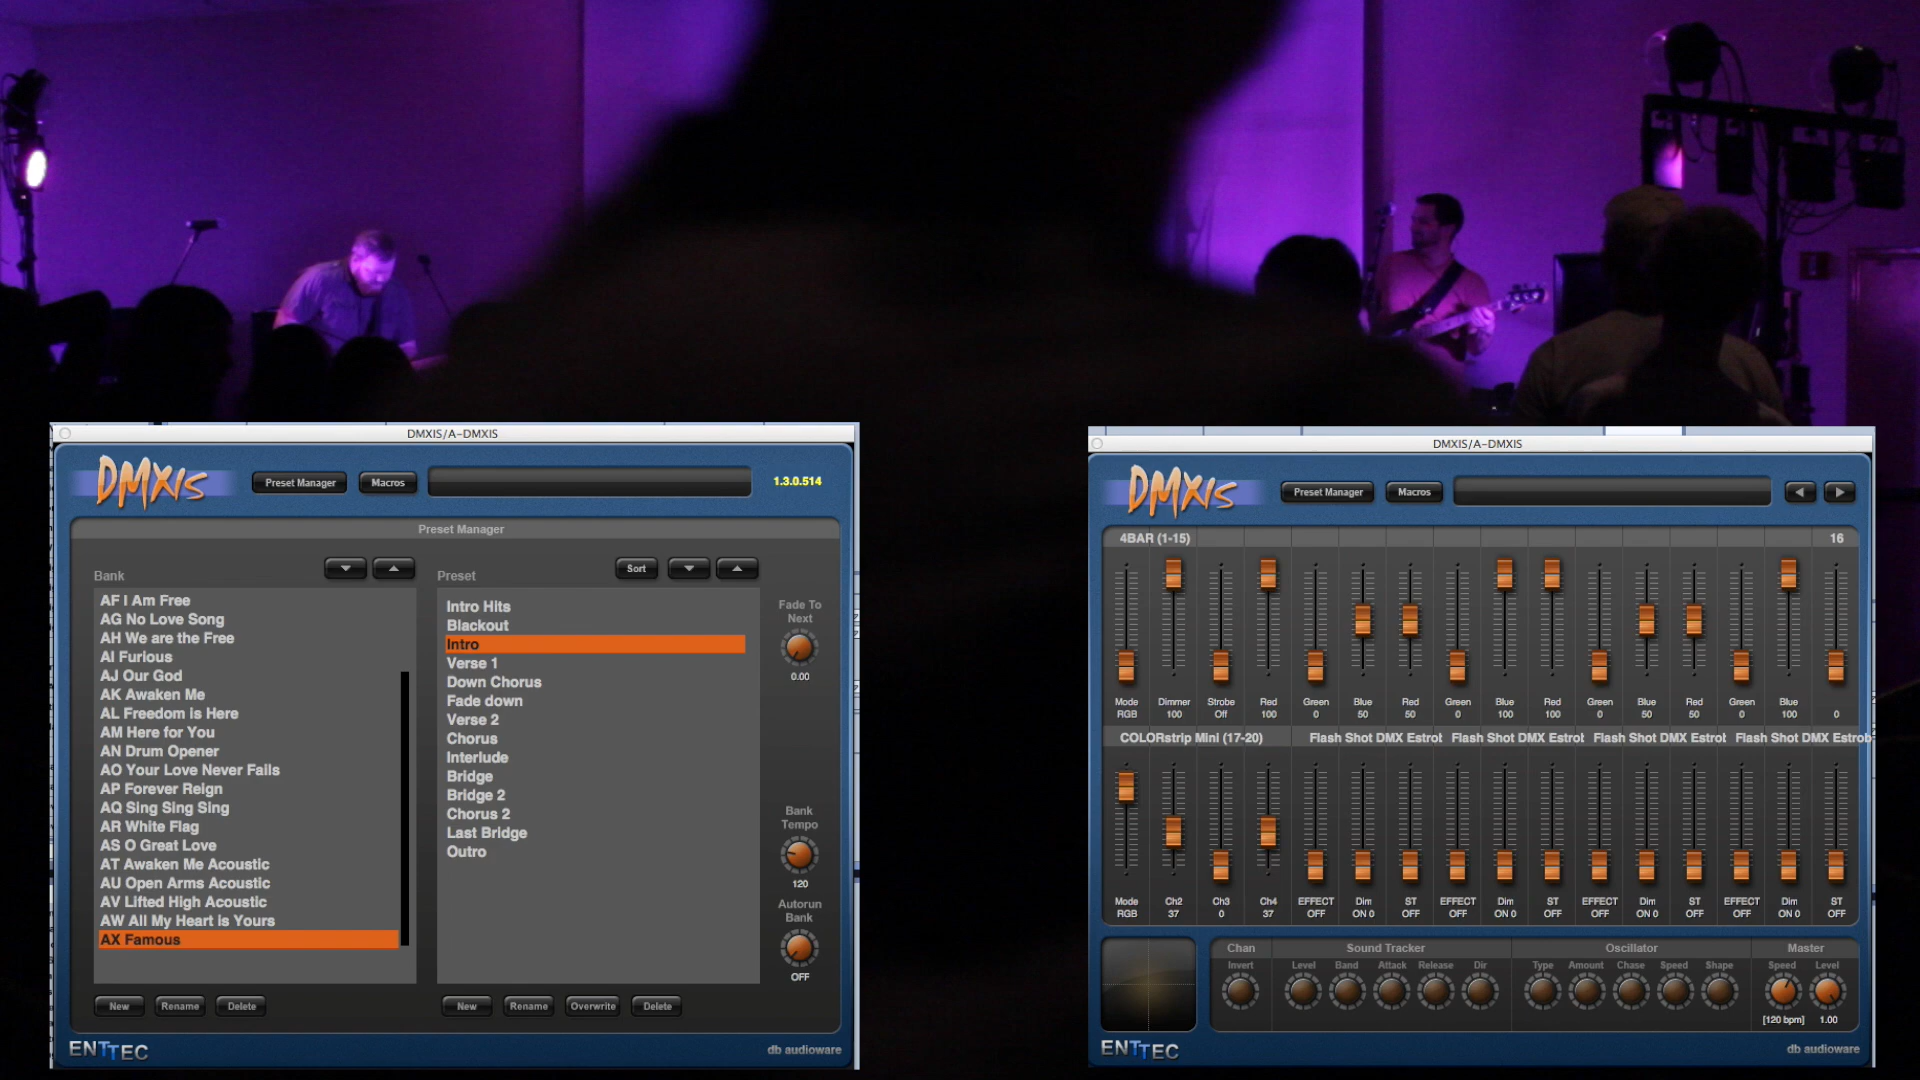 DMXIS/A-DMXIS
DMXIS
Preset Manager
Macros
1.3.0.514
Preset Manager
Bank
AF I Am Free
AG No Love Song
AH We are the Free
AI Furious
AJ Our God
AK Awaken Me
AL Freedom is Here
AM Here for You
AN Drum Opener
AO Your Love Never Fails
AP Forever Reign
AQ Sing Sing Sing
AR White Flag
AS O Great Love
AT Awaken Me Acoustic
AU Open Arms Acoustic
AV Lifted High Acoustic
AW All My Heart is Yours
AX Famous
New Rename Delete
Preset
Sort
Intro Hits
Blackout
Intro
Verse 1
Down Chorus
Fade down
Verse 2
Chorus
Interlude
Bridge
Bridge 2
Chorus 2
Last Bridge
Outro
New Rename Overwrite Delete
Fade To
Next
0.00
Bank
Tempo
120
Autorun
Bank
OFF
ENTTEC
db audioware
DMXIS/A-DMXIS
DMXIS
Preset Manager
Macros
4BAR (1-15) 16
Mode Dimmer Strobe Red Green Blue Red Green Blue Red Green Blue Red Green Blue
RGB 100 Off 100 0 50 50 0 100 100 0 50 50 0 100 0
COLORstrip Mini (17-20) Flash Shot DMX Estrob Flash Shot DMX Estrob Flash Shot DMX Estrob Flash Shot DMX Estrob
Mode Ch2 Ch3 Ch4 EFFECT Dim ST EFFECT Dim ST EFFECT Dim ST EFFECT Dim ST
RGB 37 0 37 OFF ON 0 OFF OFF ON 0 OFF OFF ON 0 OFF OFF ON 0 OFF
Chan Sound Tracker Oscillator Master
Invert Level Band Attack Release Dir Type Amount Chase Speed Shape Speed Level
[120 bpm] 1.00
ENTTEC
db audioware